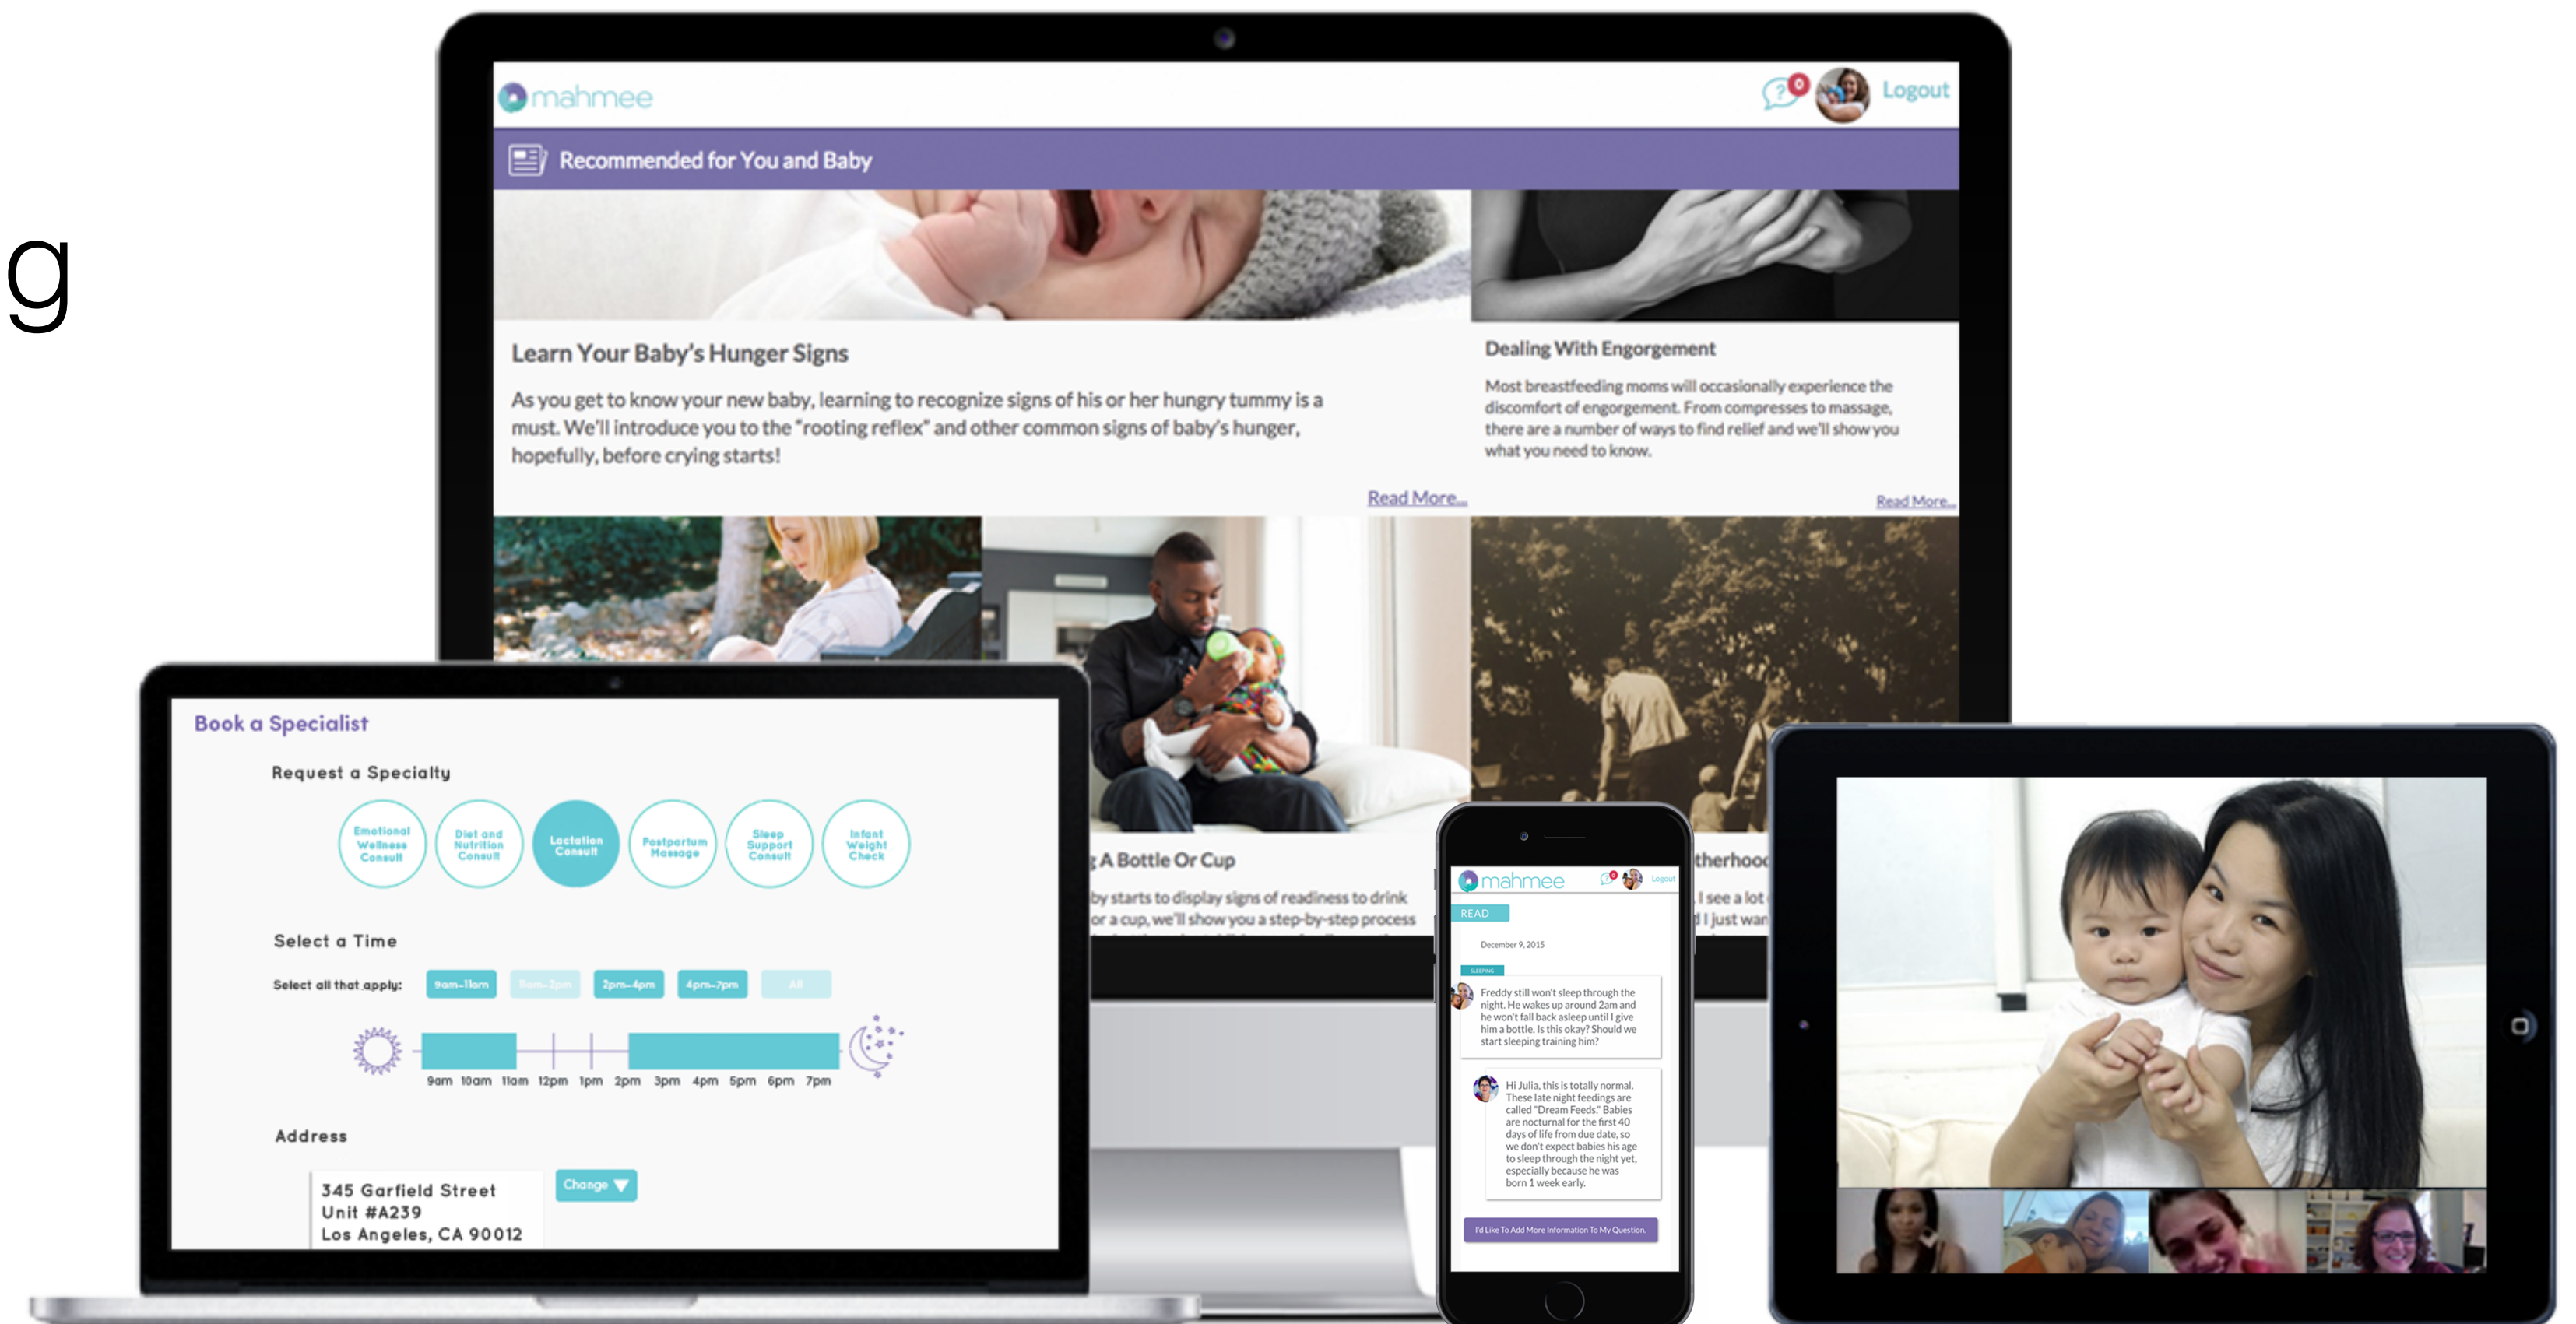 g
mahmee
? 0
Logout
Recommended for You and Baby
Learn Your Baby's Hunger Signs
As you get to know your new baby, learning to recognize signs of his or her hungry tummy is a
must. We'll introduce you to the "rooting reflex" and other common signs of baby's hunger,
hopefully, before crying starts!
Read More...
Dealing With Engorgement
Most breastfeeding moms will occasionally experience the
discomfort of engorgement. From compresses to massage,
there are a number of ways to find relief and we'll show you
what you need to know.
Read More...
g A Bottle Or Cup
by starts to display signs of readiness to drink
or a cup, we'll show you a step-by-step process
therhood
I see a lot
I just wan
Book a Specialist
Request a Specialty
Emotional
Wellness
Consult
Diet and
Nutrition
Consult
Lactation
Consult
Postpartum
Massage
Sleep
Support
Consult
Infant
Weight
Check
Select a Time
Select all that apply:
9am-11am
11am-2pm
2pm-4pm
4pm-7pm
All
9am 10am 11am 12pm 1pm 2pm 3pm 4pm 5pm 6pm 7pm
Address
345 Garfield Street
Unit #A239
Los Angeles, CA 90012
Change
mahmee
? 0
Logout
READ
December 9, 2015
SLEEPING
Freddy still won't sleep through the
night. He wakes up around 2am and
he won't fall back asleep until I give
him a bottle. Is this okay? Should we
start sleeping training him?
Hi Julia, this is totally normal.
These late night feedings are
called "Dream Feeds." Babies
are nocturnal for the first 40
days of life from due date, so
we don't expect babies his age
to sleep through the night yet,
especially because he was
born 1 week early.
I'd Like To Add More Information To My Question.